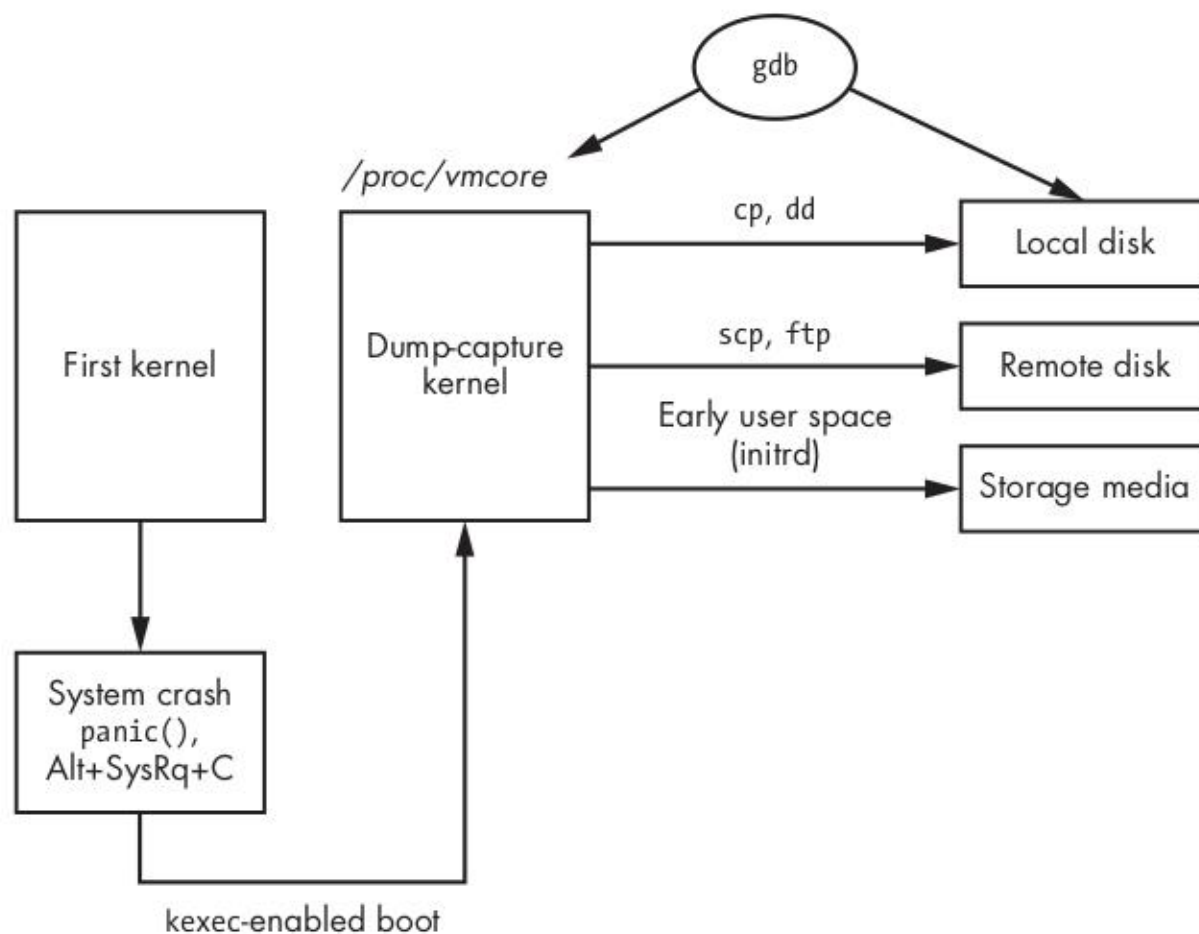 gdb
/proc/vmcore
cp, dd
Local disk
First kernel
Dump-capture
kernel
scp, ftp
Remote disk
Early user space
(initrd)
Storage media
System crash
panic(),
Alt+SysRq+C
kexec-enabled boot